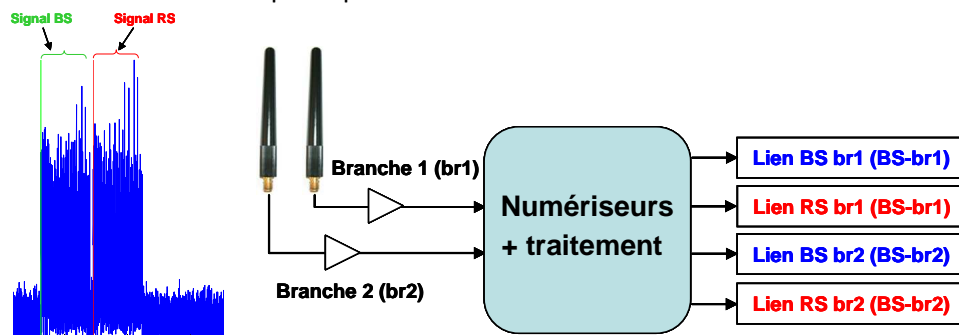 Signal BS
Signal RS
Branche 1 (br1)
Branche 2 (br2)
Numériseurs
+ traitement
Lien BS br1 (BS-br1)
Lien RS br1 (BS-br1)
Lien BS br2 (BS-br2)
Lien RS br2 (BS-br2)